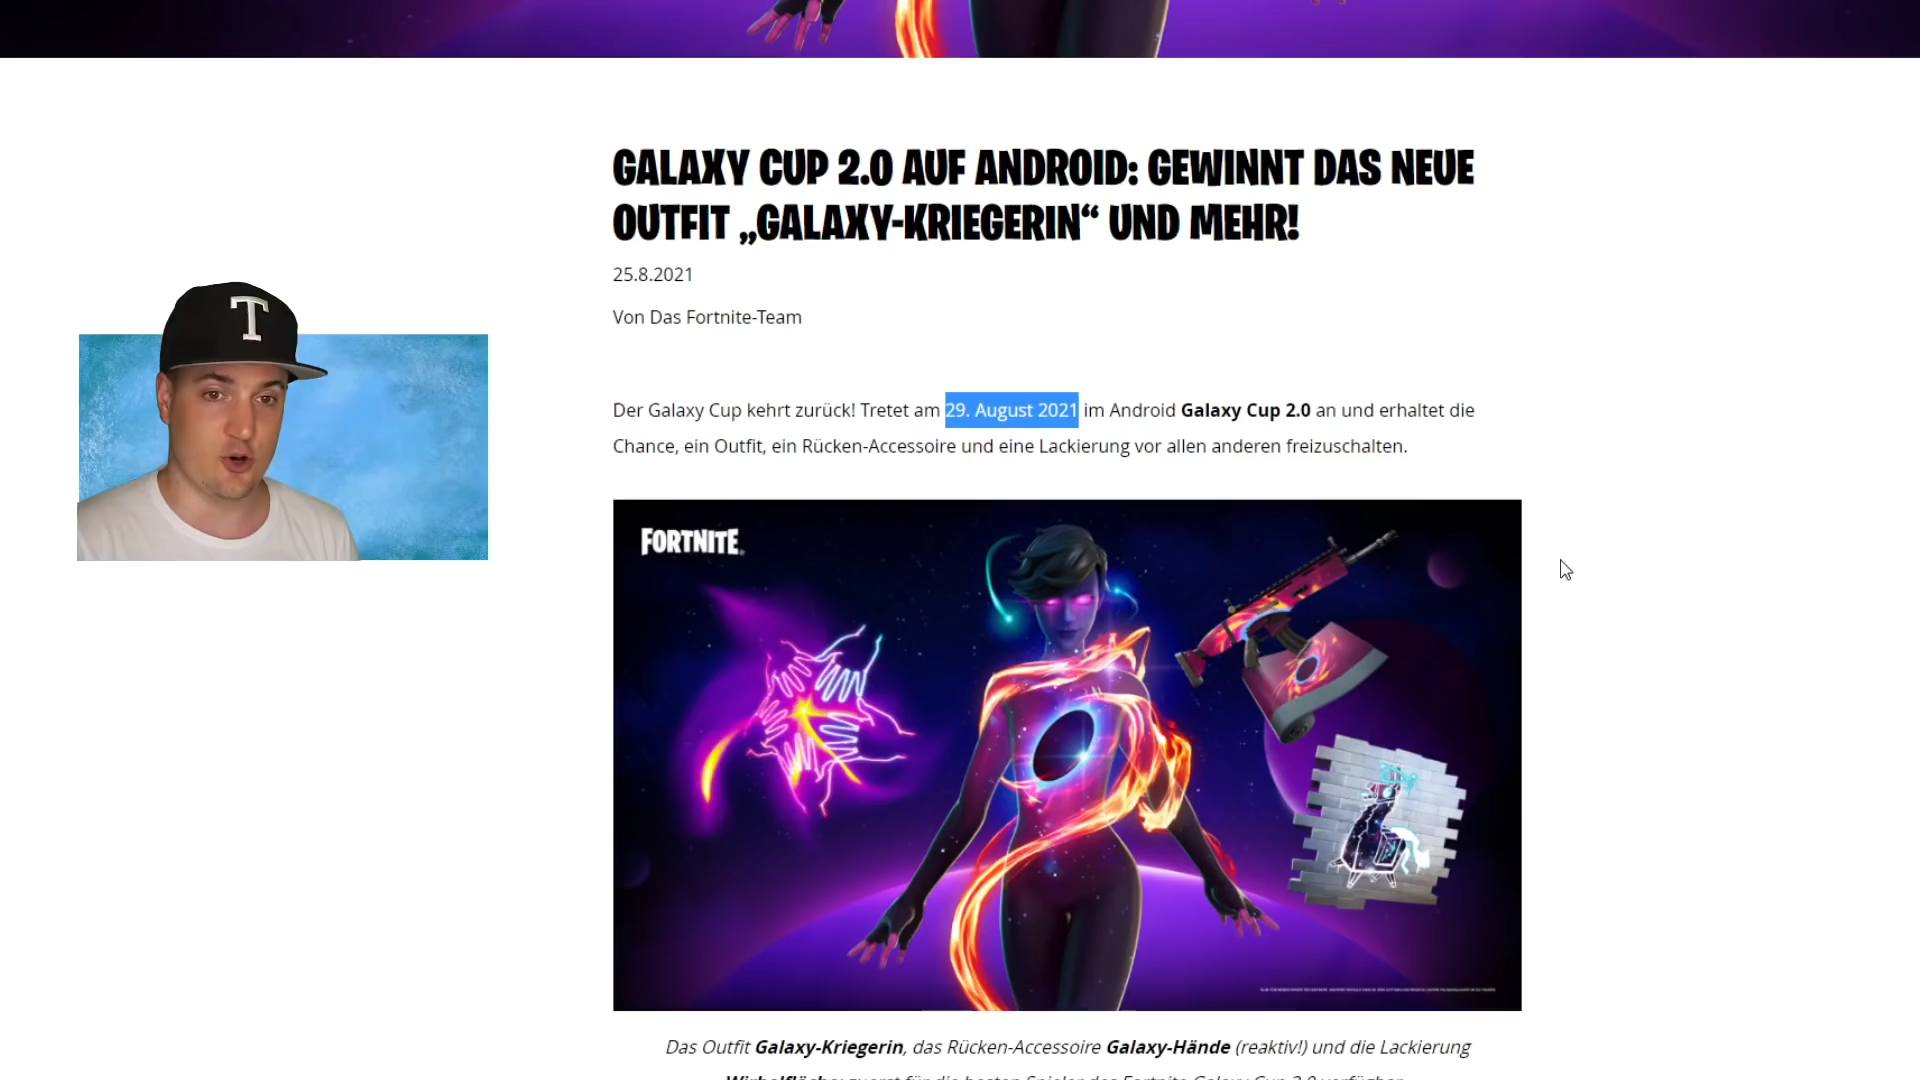 GALAXY CUP 2.0 AUF ANDROID: GEWINNT DAS NEUE
OUTFIT „GALAXY-KRIEGERIN“ UND MEHR!
25.8.2021
Von Das Fortnite-Team
T
Der Galaxy Cup kehrt zurück! Tretet am 29. August 2021 im Android Galaxy Cup 2.0 an und erhaltet die
Chance, ein Outfit, ein Rücken-Accessoire und eine Lackierung vor allen anderen freizuschalten.
FORTNITE
Das Outfit Galaxy-Kriegerin, das Rücken-Accessoire Galaxy-Hände (reaktiv!) und die Lackierung